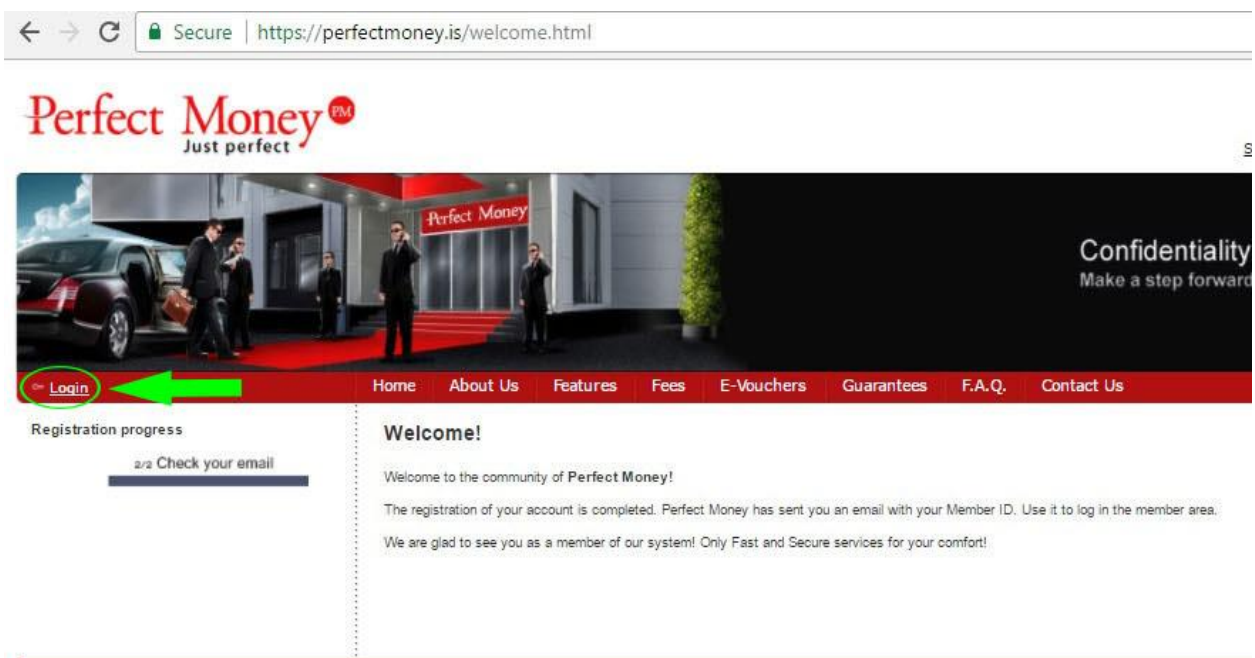 Secure | https://perfectmoney.is/welcome.html
Perfect Money PM
Just perfect
S
Perfect Money
Confidentiality
Make a step forward
Login Home About Us Features Fees E-Vouchers Guarantees F.A.Q. Contact Us
Registration progress
2/2 Check your email
Welcome!
Welcome to the community of Perfect Money!
The registration of your account is completed. Perfect Money has sent you an email with your Member ID. Use it to log in the member area.
We are glad to see you as a member of our system! Only Fast and Secure services for your comfort!